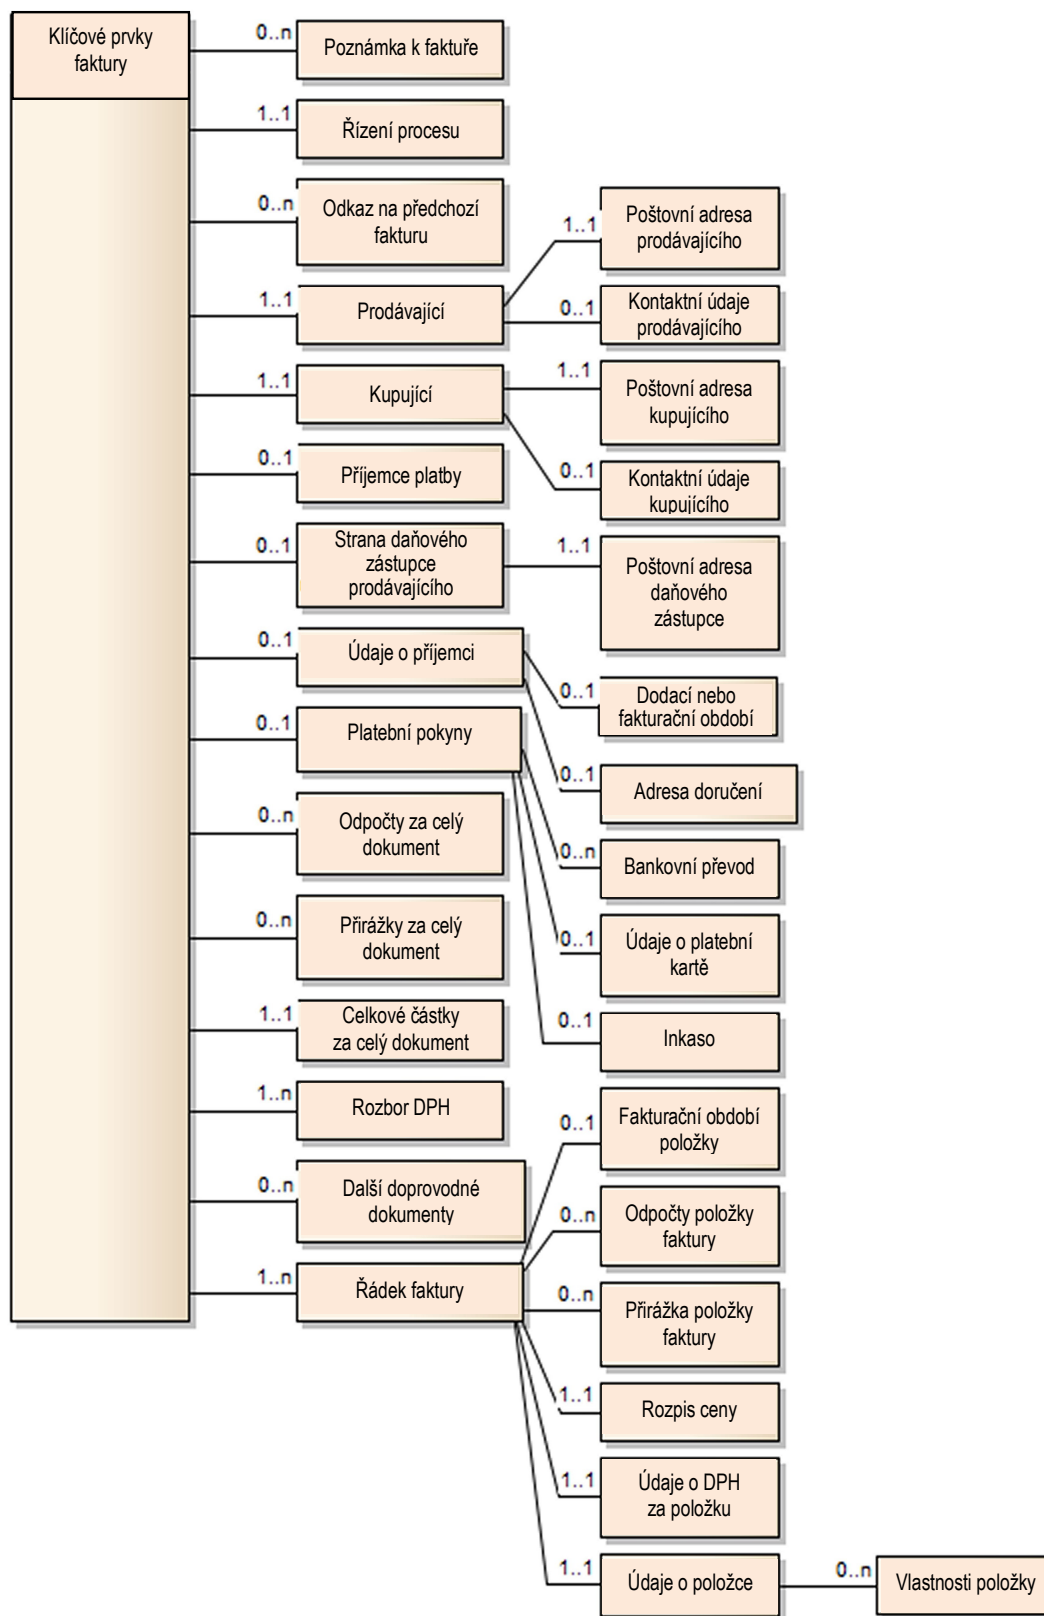 Klíčové prvky
faktury
0..n
Poznámka k faktuře
1..1
Řízení procesu
0..n
Odkaz na předchozí
fakturu
1..1
Prodávající
1..1
Poštovní adresa
prodávajícího
0..1
Kontaktní údaje
prodávajícího
1..1
Kupující
1..1
Poštovní adresa
kupujícího
0..1
Kontaktní údaje
kupujícího
0..1
Příjemce platby
0..1
Strana daňového
zástupce
prodávajícího
1..1
Poštovní adresa
daňového
zástupce
0..1
Údaje o příjemci
0..1
Dodací nebo
fakturační období
0..1
Adresa doručení
0..1
Platební pokyny
0..n
Bankovní převod
0..1
Údaje o platební
kartě
0..1
Inkaso
0..n
Odpočty za celý
dokument
0..n
Přirážky za celý
dokument
1..1
Celkové částky
za celý dokument
1..n
Rozbor DPH
0..n
Další doprovodné
dokumenty
1..n
Řádek faktury
0..1
Fakturační období
položky
0..n
Odpočty položky
faktury
0..n
Přirážka položky
faktury
1..1
Rozpis ceny
1..1
Údaje o DPH
za položku
1..1
Údaje o položce
0..n
Vlastnosti položky